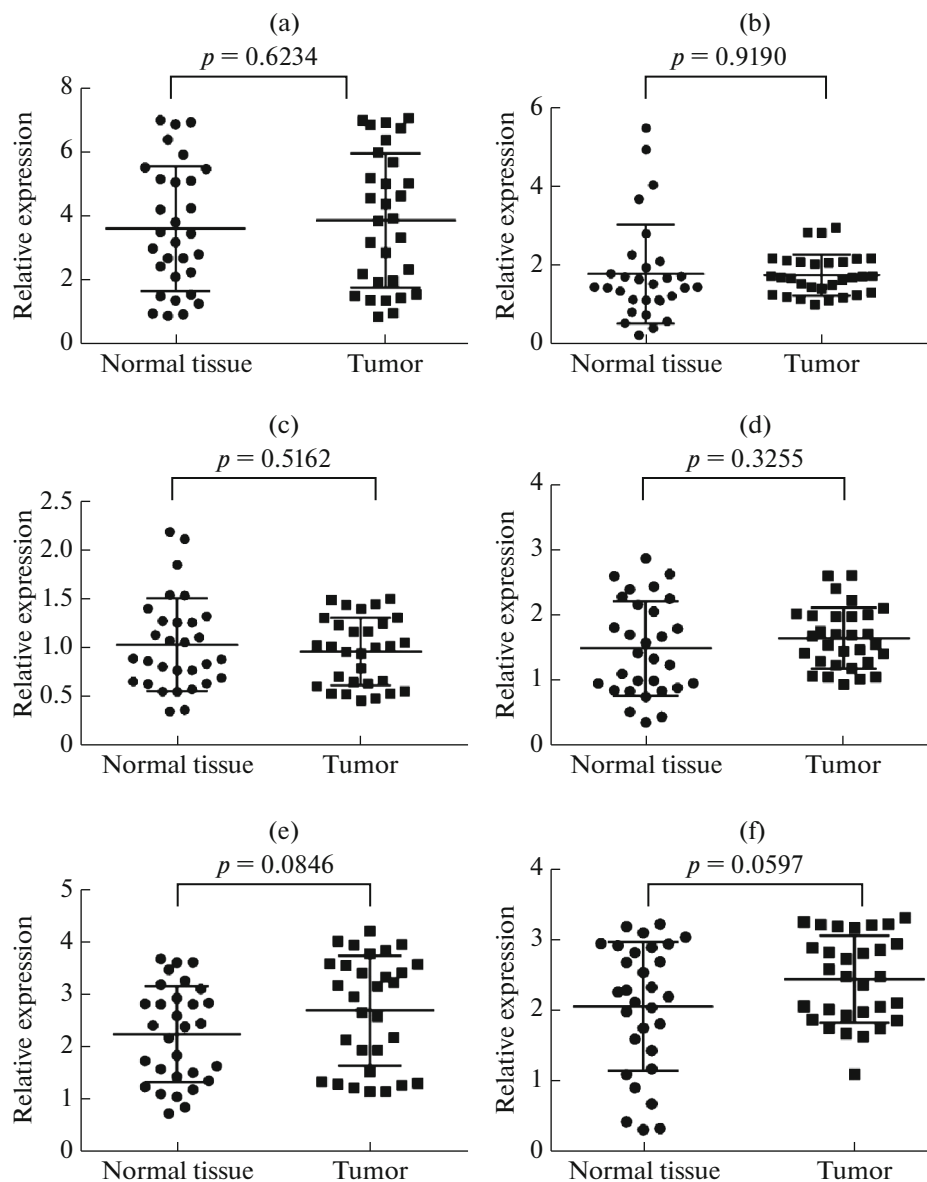 (a)
p = 0.6234
8
6
4
2
0
Relative expression
Normal tissue Tumor
(b)
p = 0.9190
6
4
2
0
Relative expression
Normal tissue Tumor
(c)
p = 0.5162
2.5
2.0
1.5
1.0
0.5
0
Relative expression
Normal tissue Tumor
(d)
p = 0.3255
4
3
2
1
0
Relative expression
Normal tissue Tumor
(e)
p = 0.0846
5
4
3
2
1
0
Relative expression
Normal tissue Tumor
(f)
p = 0.0597
4
3
2
1
0
Relative expression
Normal tissue Tumor